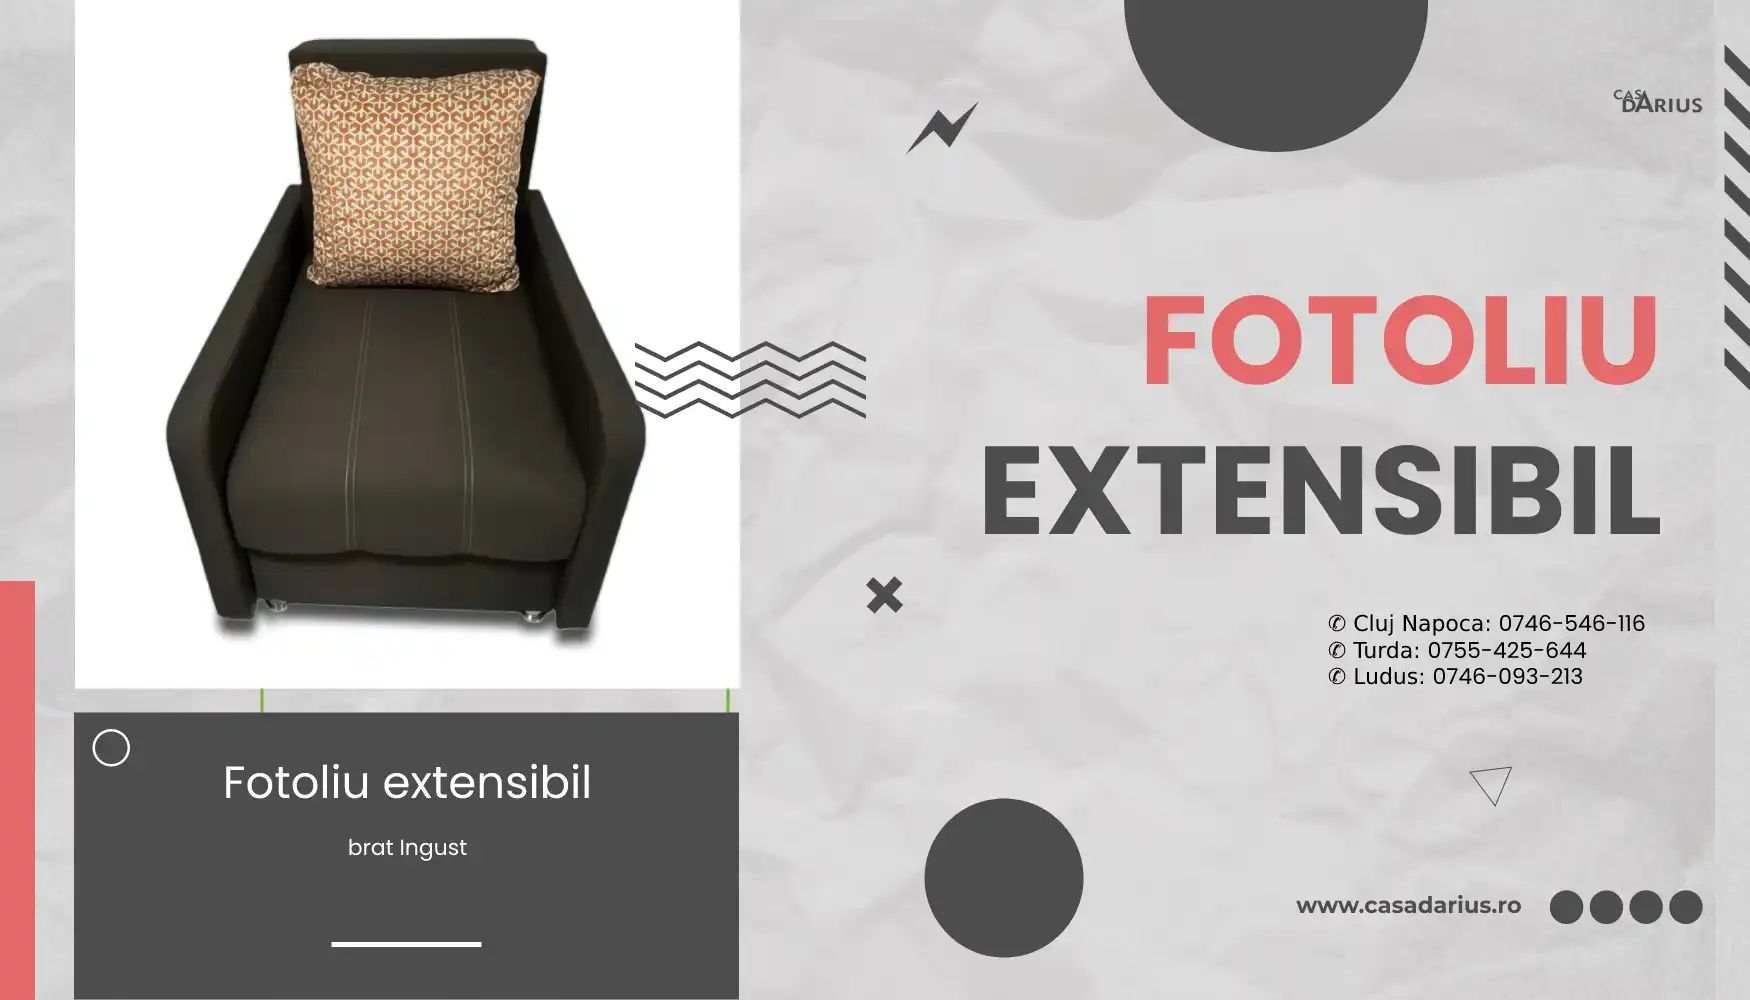 CASA
DARIUS
FOTOLIU
EXTENSIBIL
✆ Cluj Napoca: 0746-546-116
✆ Turda: 0755-425-644
✆ Ludus: 0746-093-213
Fotoliu extensibil
brat Ingust
www.casadarius.ro